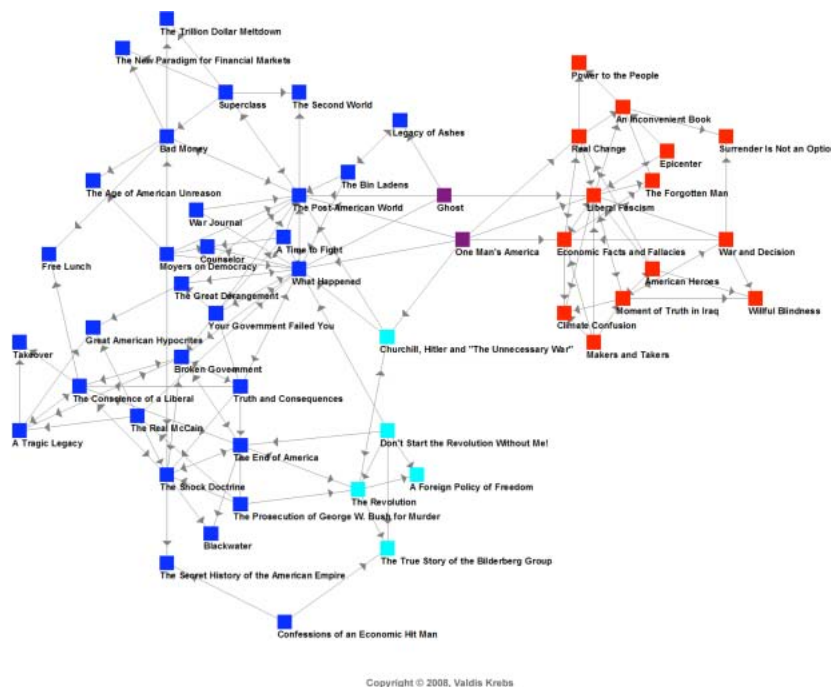 The Trillion Dollar Meltdown
The New Paradigm for Financial Markets
Power to the People
Superclass
The Second World
An Inconvenient Book
Legacy of Ashes
Bad Money
Real Change
Surrender Is Not an Optio
Epicenter
The Age of American Unreason
The Bin Ladens
The Forgotten Man
War Journal
The Post-American World
Ghost
Liberal Fascism
A Time to Fight
Counselor
Free Lunch
Moyers on Democracy
One Man's America
Economic Facts and Fallacies
War and Decision
What Happened
American Heroes
The Great Derangement
Your Government Failed You
Moment of Truth in Iraq
Willful Blindness
Climate Confusion
Great American Hypocrites
Takeover
Churchill, Hitler and "The Unnecessary War"
Makers and Takers
Broken Government
The Conscience of a Liberal
Truth and Consequences
The Real McCain
A Tragic Legacy
Don't Start the Revolution Without Me!
The End of America
The Shock Doctrine
A Foreign Policy of Freedom
The Revolution
The Prosecution of George W. Bush for Murder
Blackwater
The True Story of the Bilderberg Group
The Secret History of the American Empire
Confessions of an Economic Hit Man
Copyright © 2008, Valdis Krebs